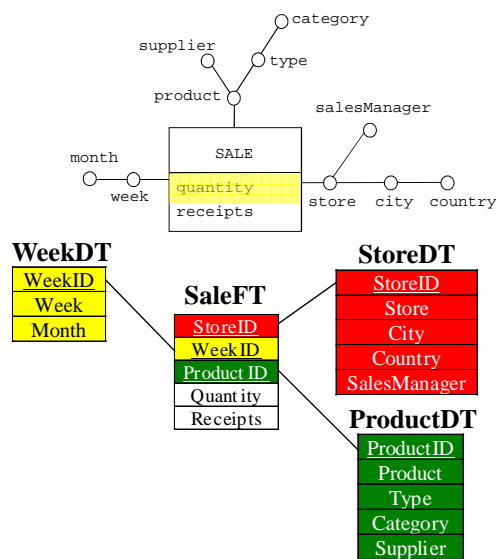 category
supplier
type
product
salesManager
SALE
month
quantity
week
receipts
store
city
country
WeekDT
WeekID
Week
Month
SaleFT
StoreID
WeekID
Product ID
Quantity
Receipts
StoreDT
StoreID
Store
City
Country
SalesManager
ProductDT
ProductID
Product
Type
Category
Supplier